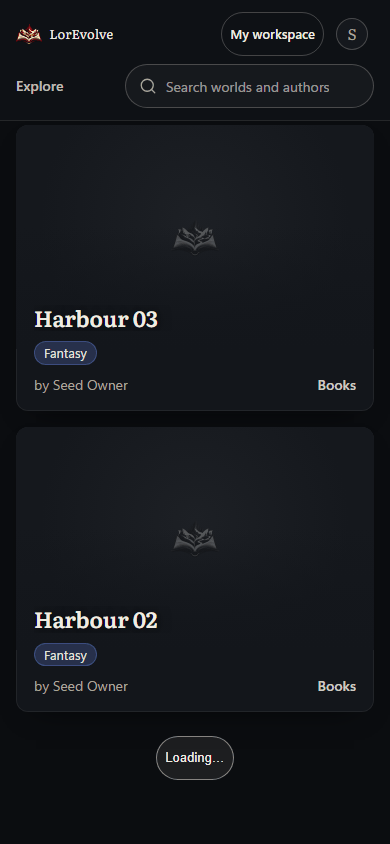 LorEvolve
My workspace
S
Explore
Search worlds and authors
Harbour 03
Fantasy
by Seed Owner
Books
Harbour 02
Fantasy
by Seed Owner
Books
Loading...